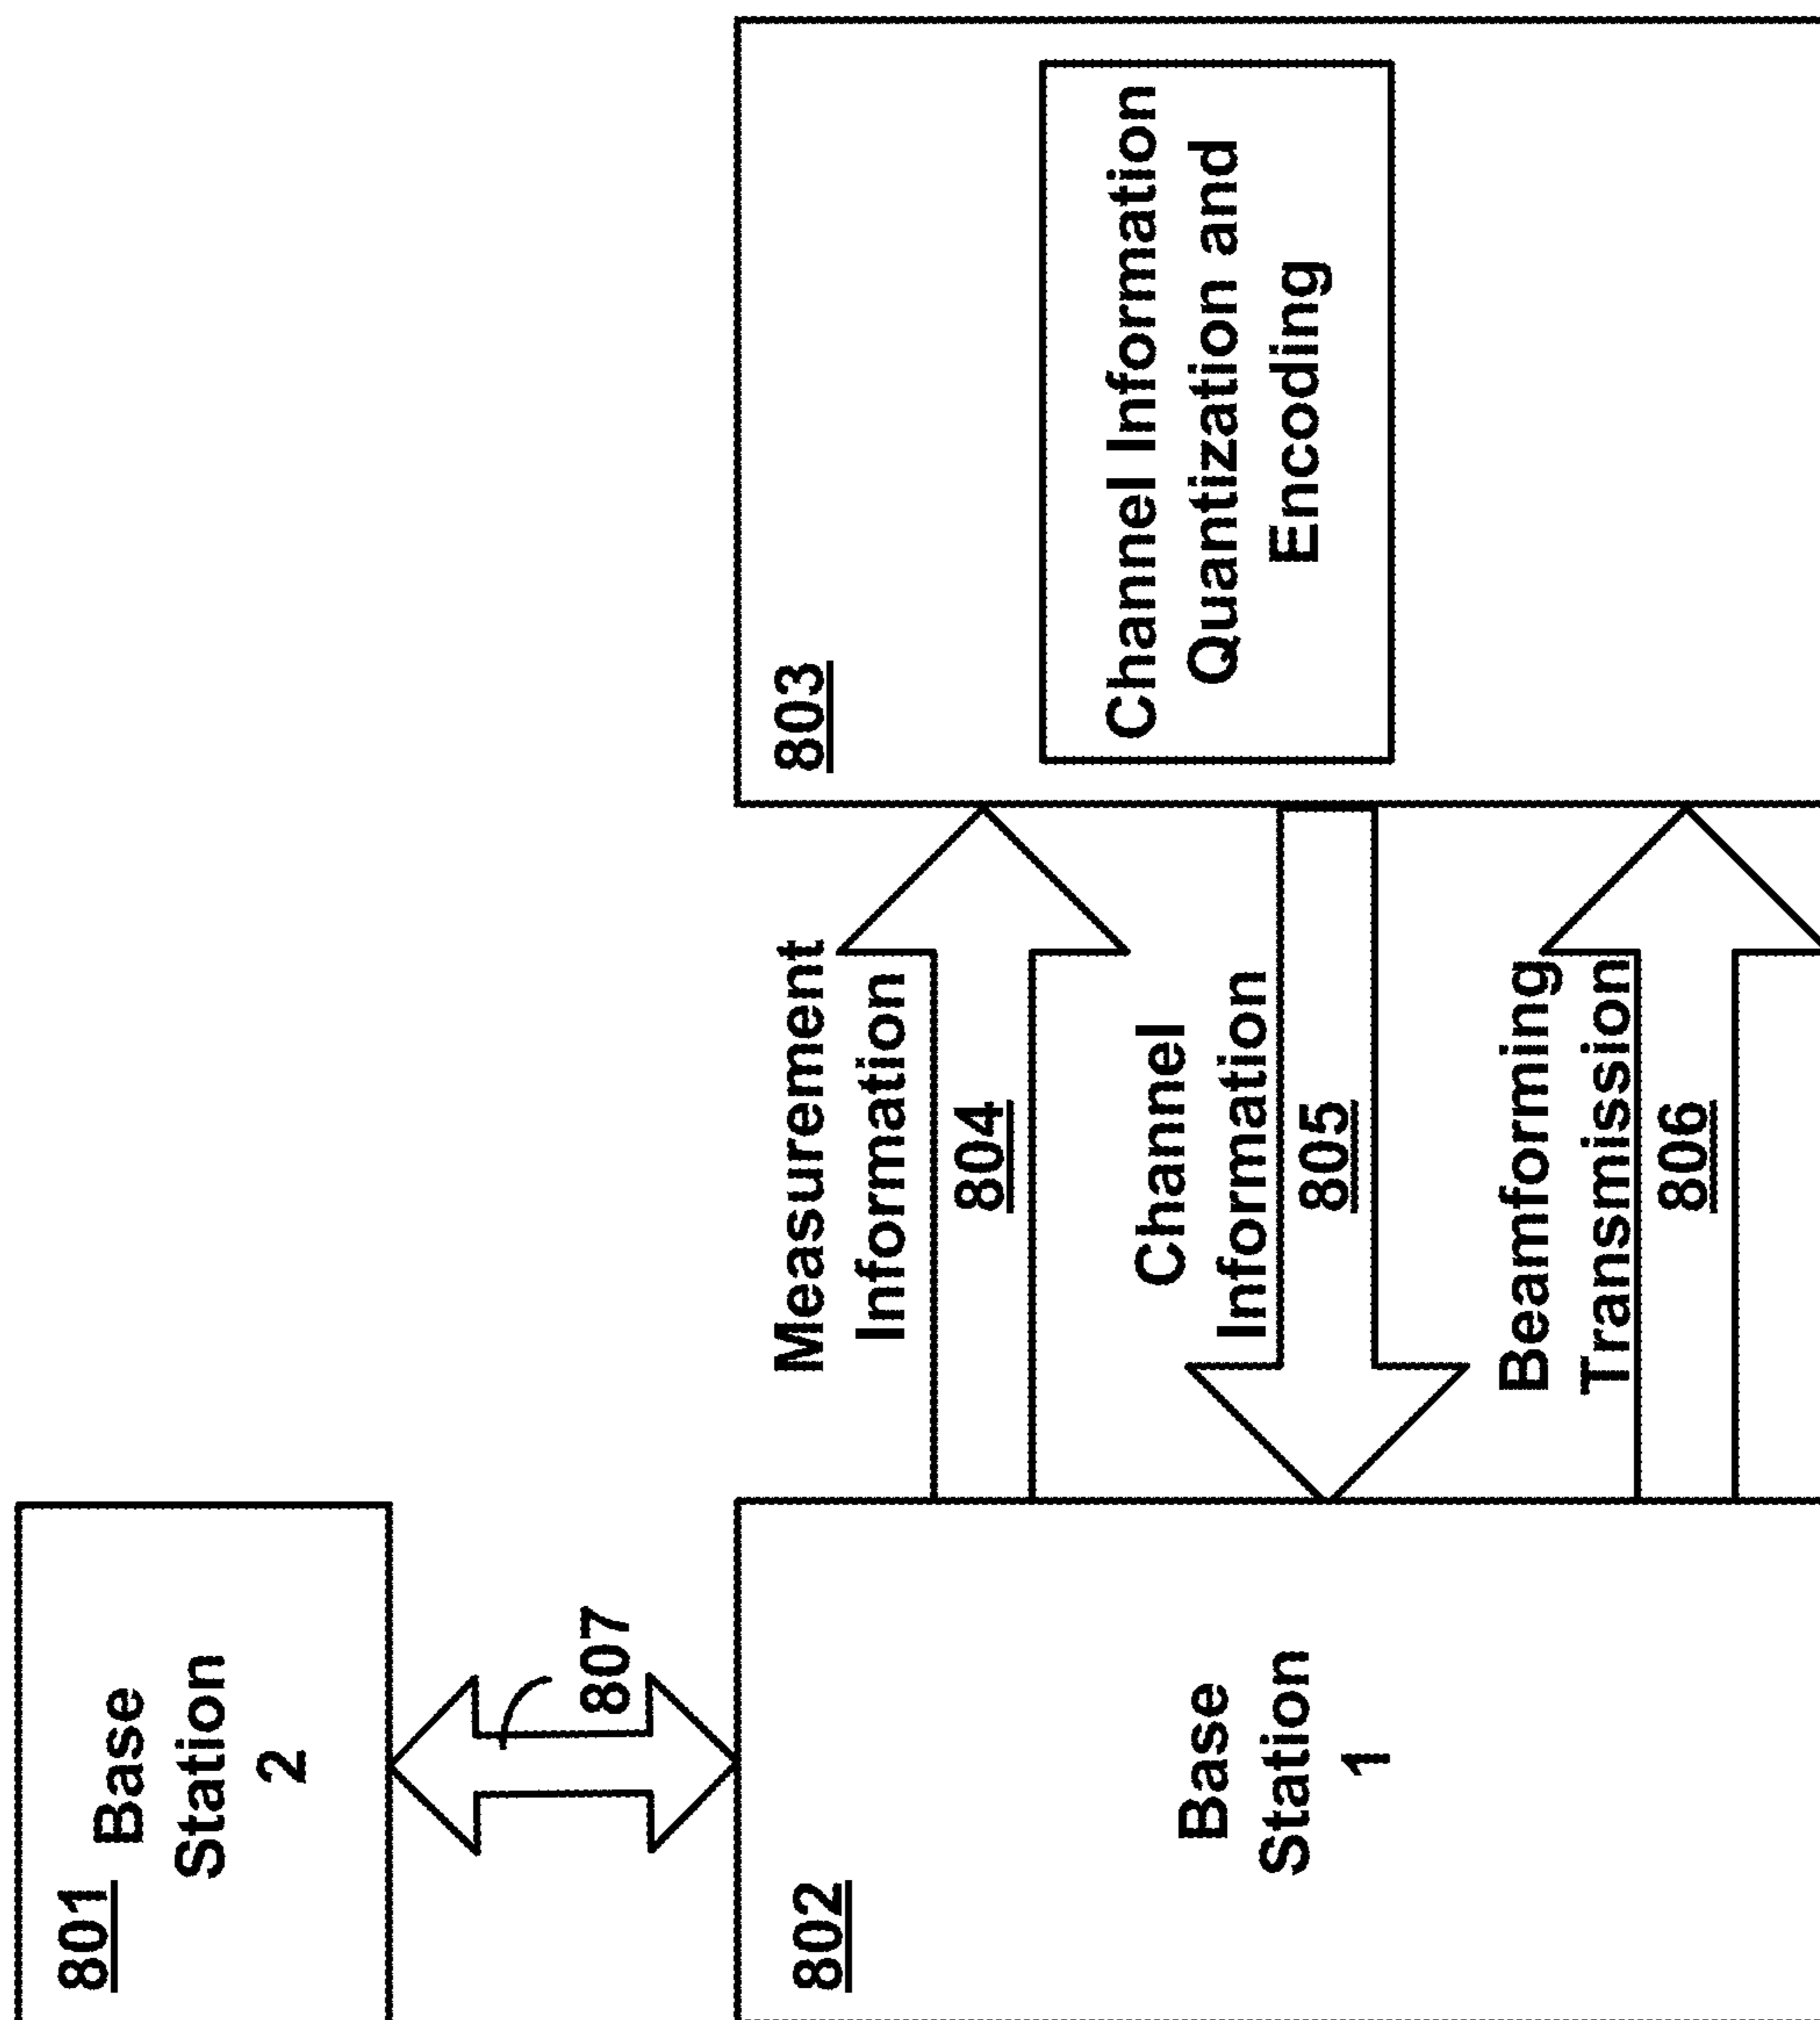 801
Base
Station
2
807
802
Base
Station
1
Measurement
Information
804
Channel
Information
805
Beamforming
Transmission
806
803
Channel Information
Quantization and
Encoding